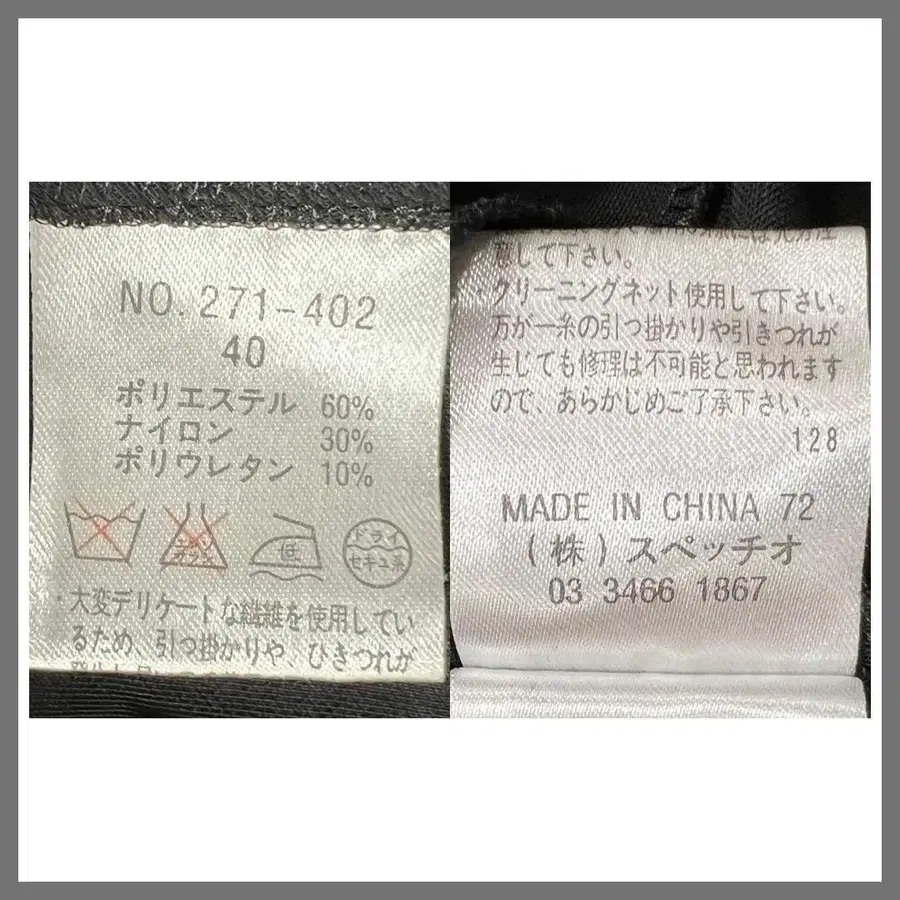 NO.271-402
40
ポリエステル 60%
ナイロン 30%
ポリウレタン 10%
エンソ
サラシ
低
ドライ
セキユ系
・大変デリケートな繊維を使用してい
るため、引っ掛かりや、ひきつれが
意して下さい。
クリーニングネット使用して下さい。
万が一糸の引っ掛かりや引きつれが
生じても修理は不可能と思われます
ので、あらかじめご了承下さい。
128
MADE IN CHINA 72
(株)スペッチオ
03 3466 1867